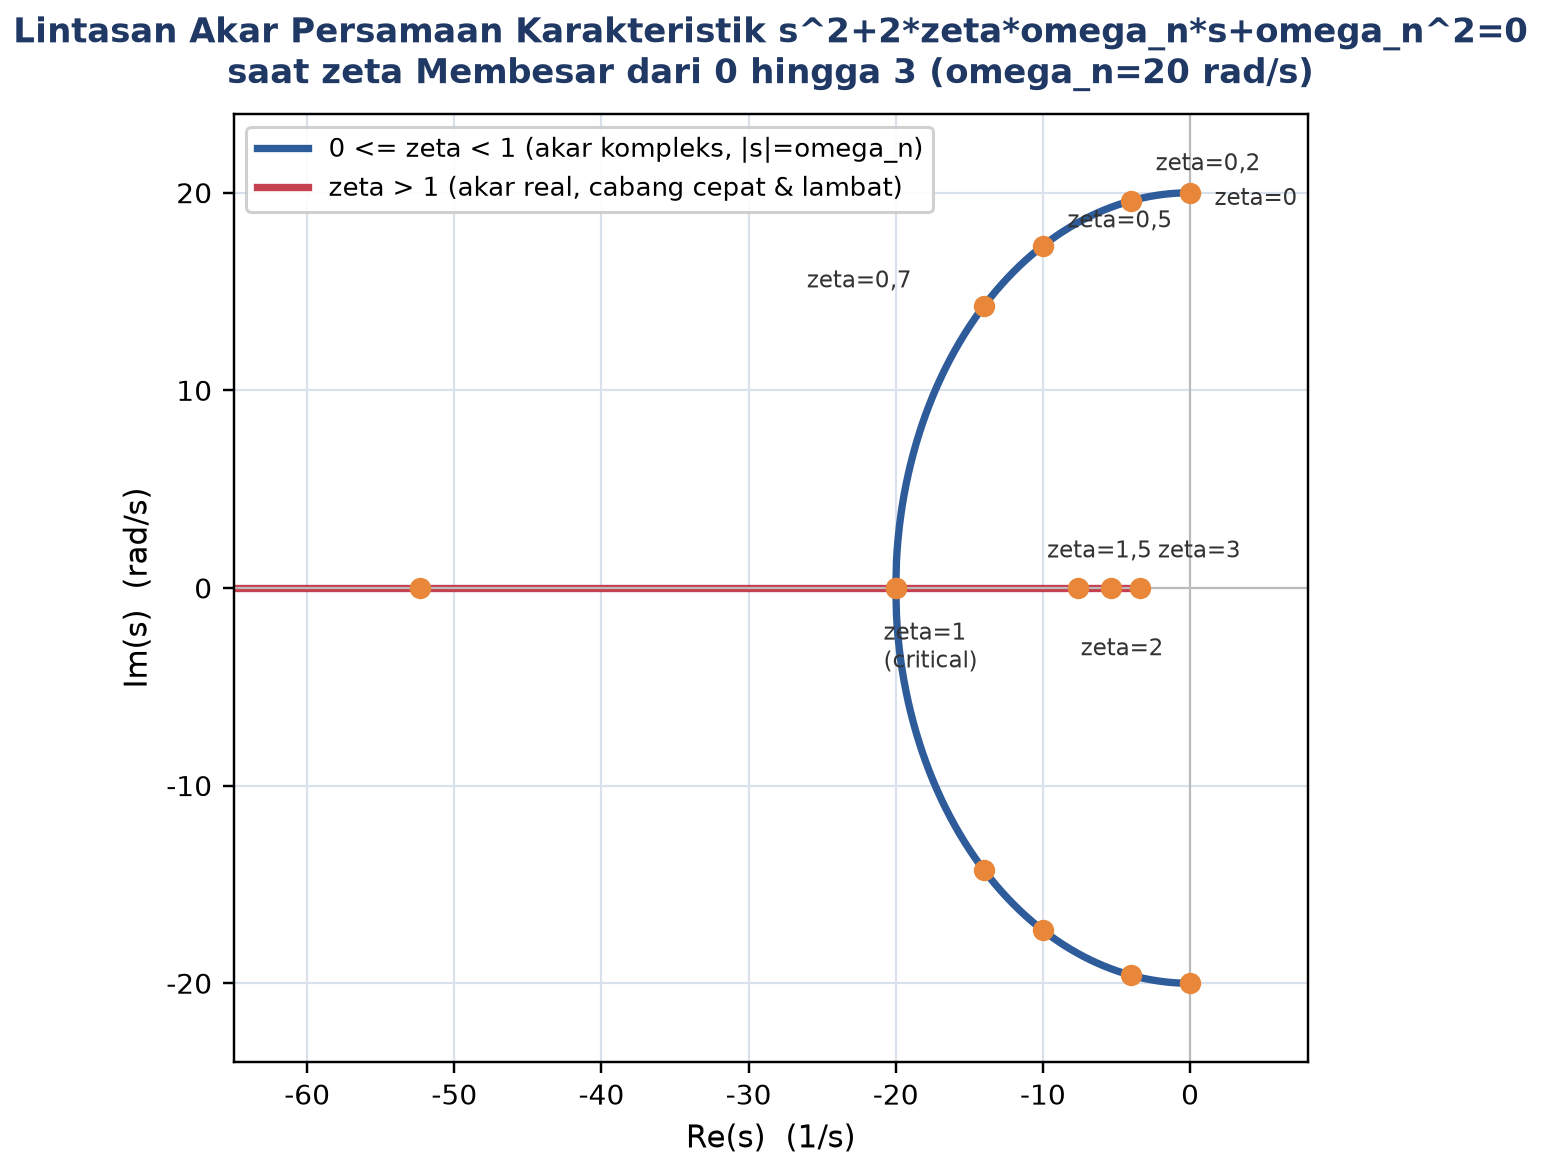 Lintasan Akar Persamaan Karakteristik s^2+2*zeta*omega_n*s+omega_n^2=0
saat zeta Membesar dari 0 hingga 3 (omega_n=20 rad/s)
0 <= zeta < 1 (akar kompleks, |s|=omega_n)
zeta > 1 (akar real, cabang cepat & lambat)
zeta=0,2
zeta=0
zeta=0,5
zeta=0,7
zeta=1,5
zeta=3
zeta=1
(critical)
zeta=2
20
10
0
-10
-20
Im(s) (rad/s)
-60
-50
-40
-30
-20
-10
0
Re(s) (1/s)